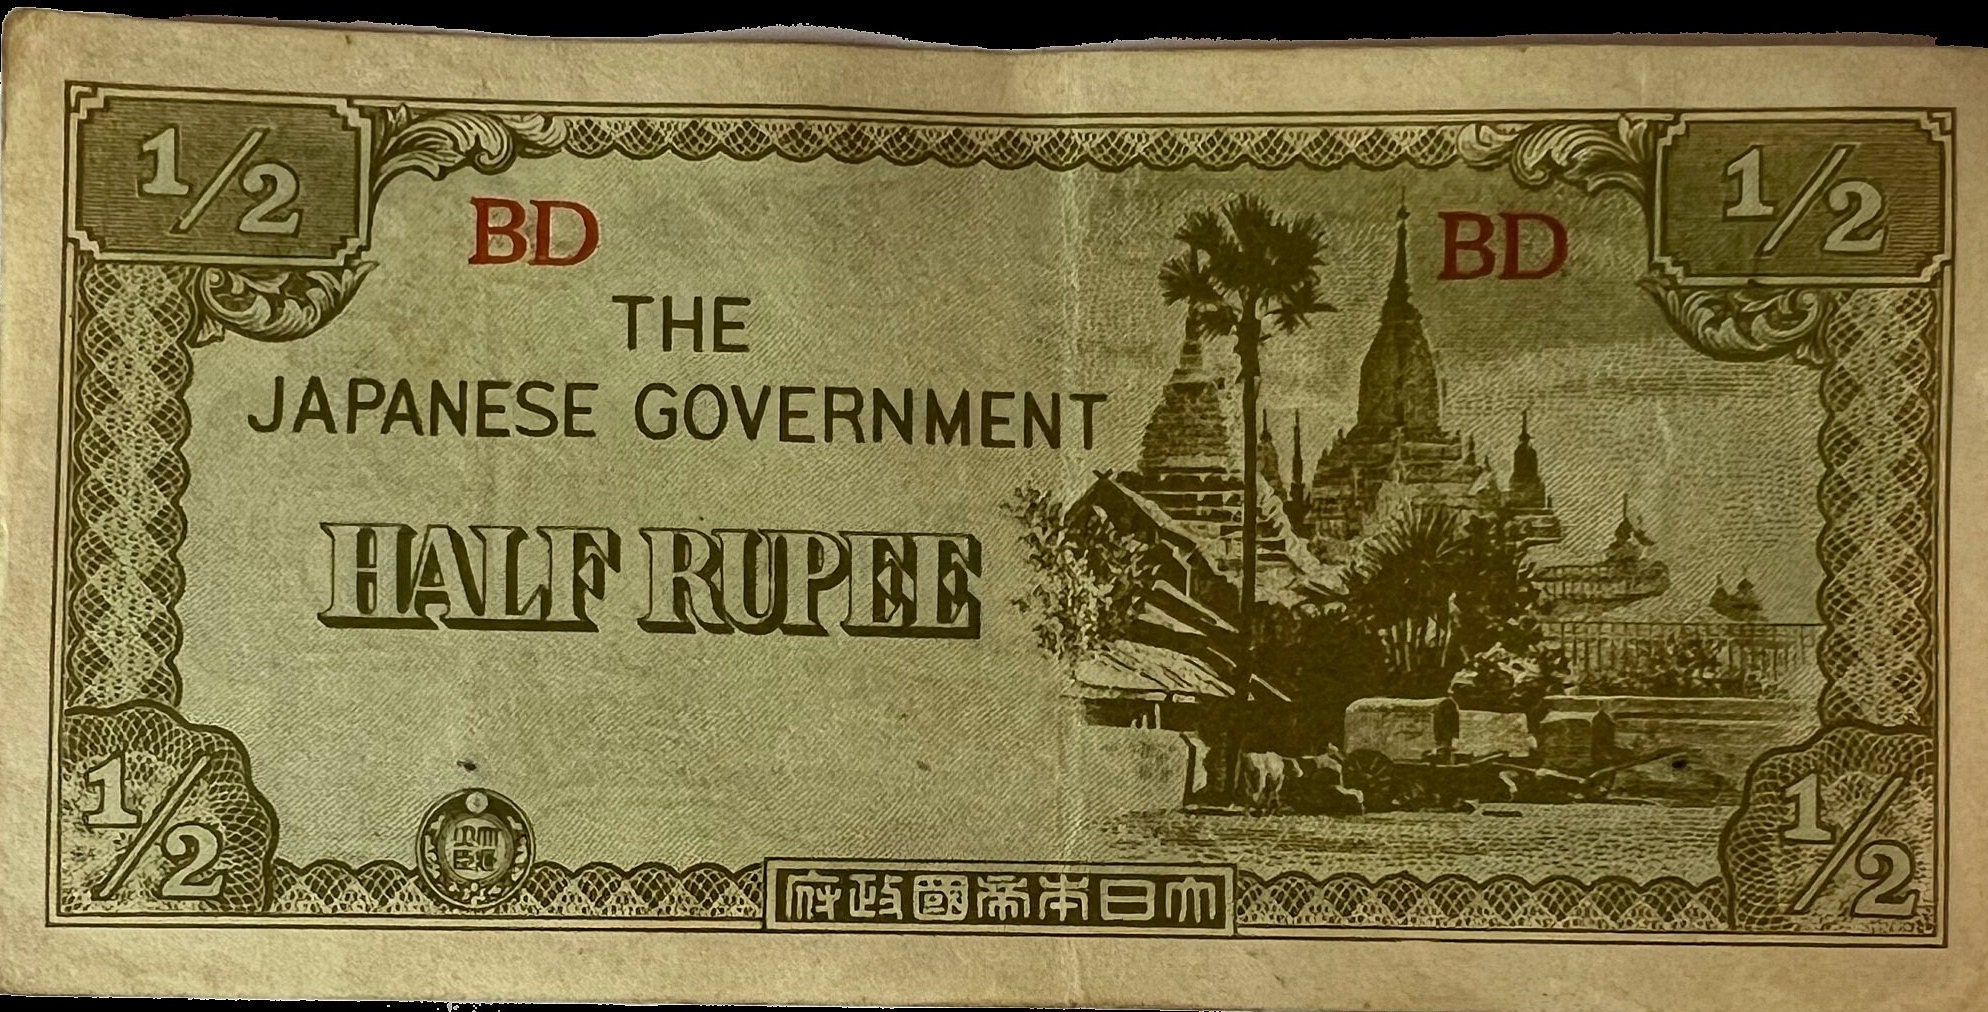 1/2 1/2
BD BD
THE
JAPANESE GOVERNMENT
HALF RUPEE
1/2 1/2
府政國帝本日大